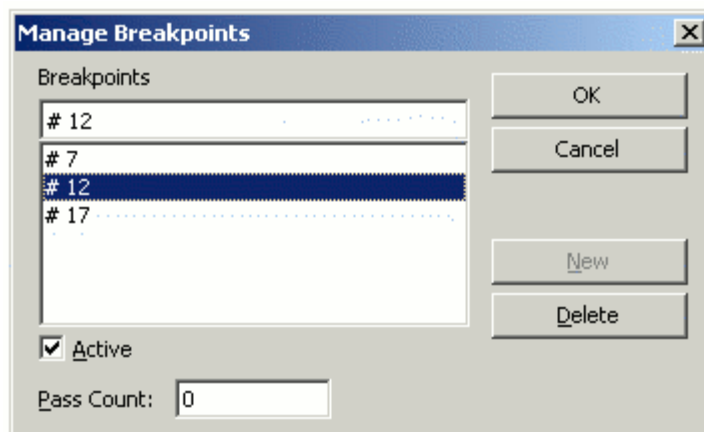 Manage Breakpoints
Breakpoints
# 12
# 7
# 12
# 17
Active
Pass Count: 0
OK
Cancel
New
Delete